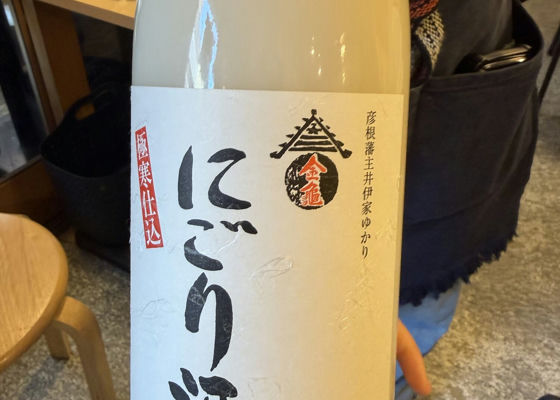 彦根藩主井伊家ゆかり
金亀
にごり酒
極寒仕込